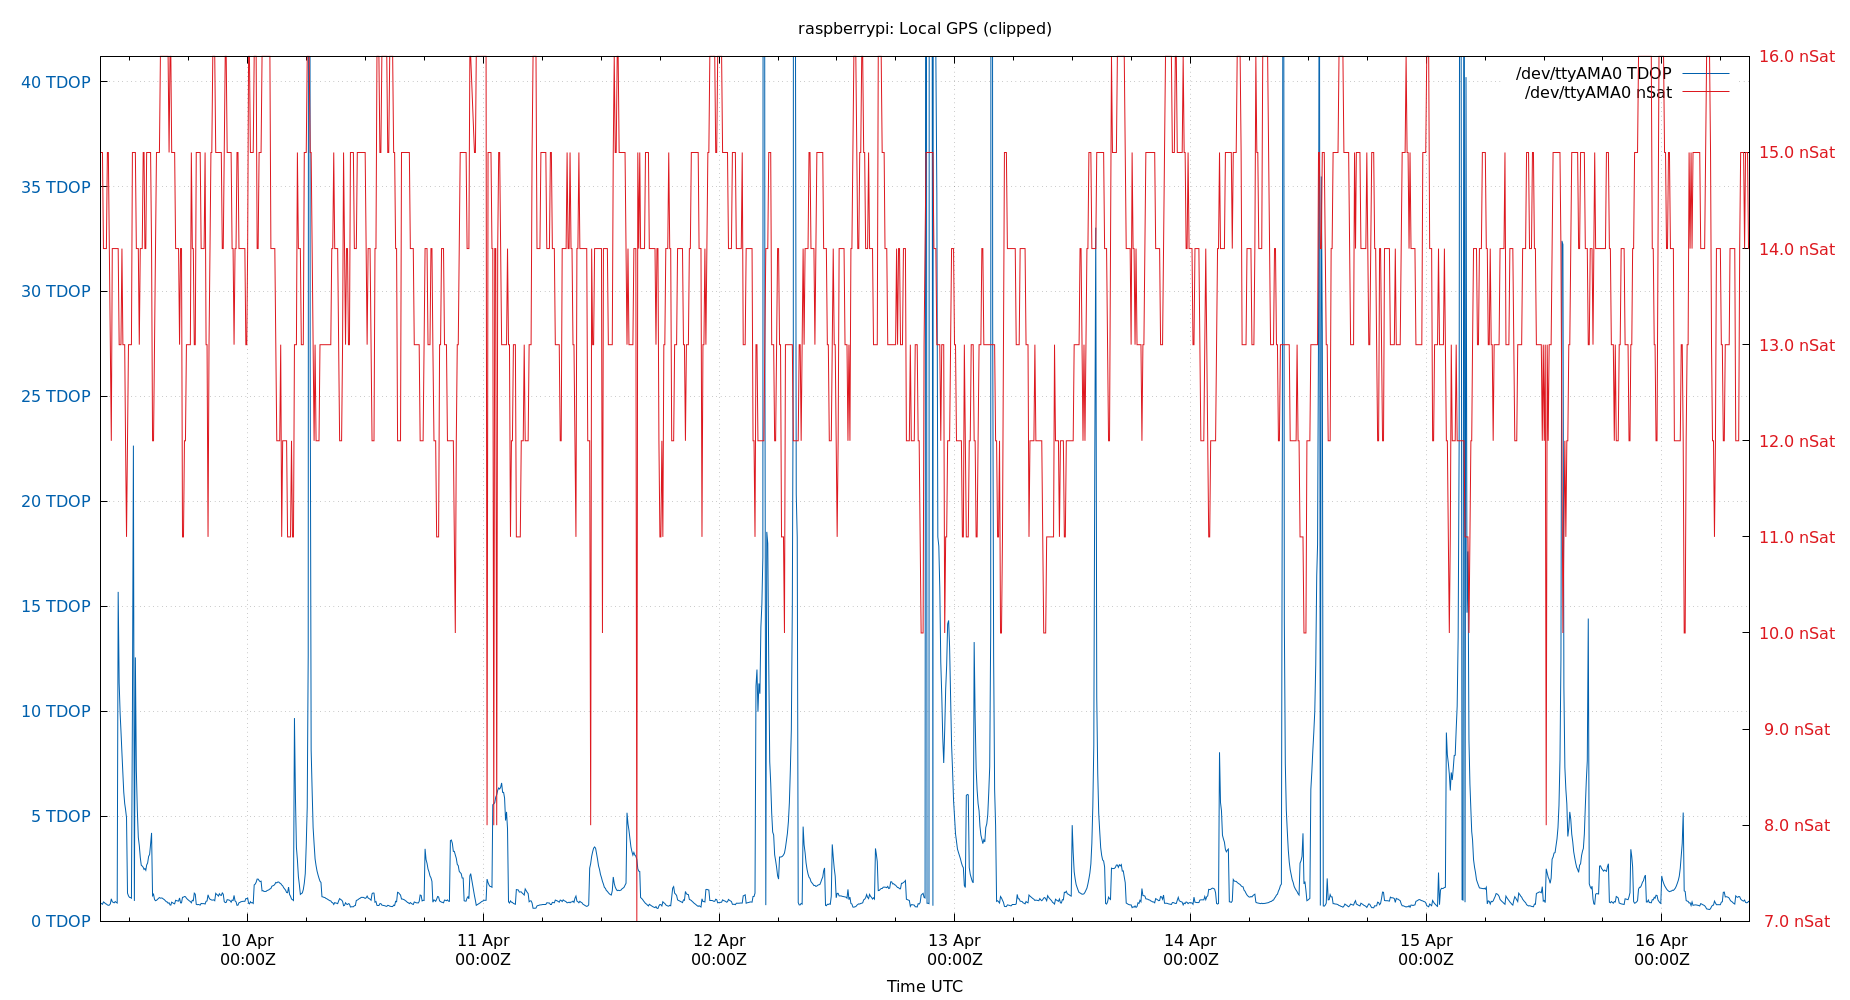 raspberrypi: Local GPS (clipped)
40 TDOP
35 TDOP
30 TDOP
25 TDOP
20 TDOP
15 TDOP
10 TDOP
5 TDOP
0 TDOP
/dev/ttyAMA0 TDOP
/dev/ttyAMA0 nSat
16.0 nSat
15.0 nSat
14.0 nSat
13.0 nSat
12.0 nSat
11.0 nSat
10.0 nSat
9.0 nSat
8.0 nSat
7.0 nSat
10 Apr 11 Apr 12 Apr 13 Apr 14 Apr 15 Apr 16 Apr
00:00Z 00:00Z 00:00Z 00:00Z 00:00Z 00:00Z 00:00Z
Time UTC